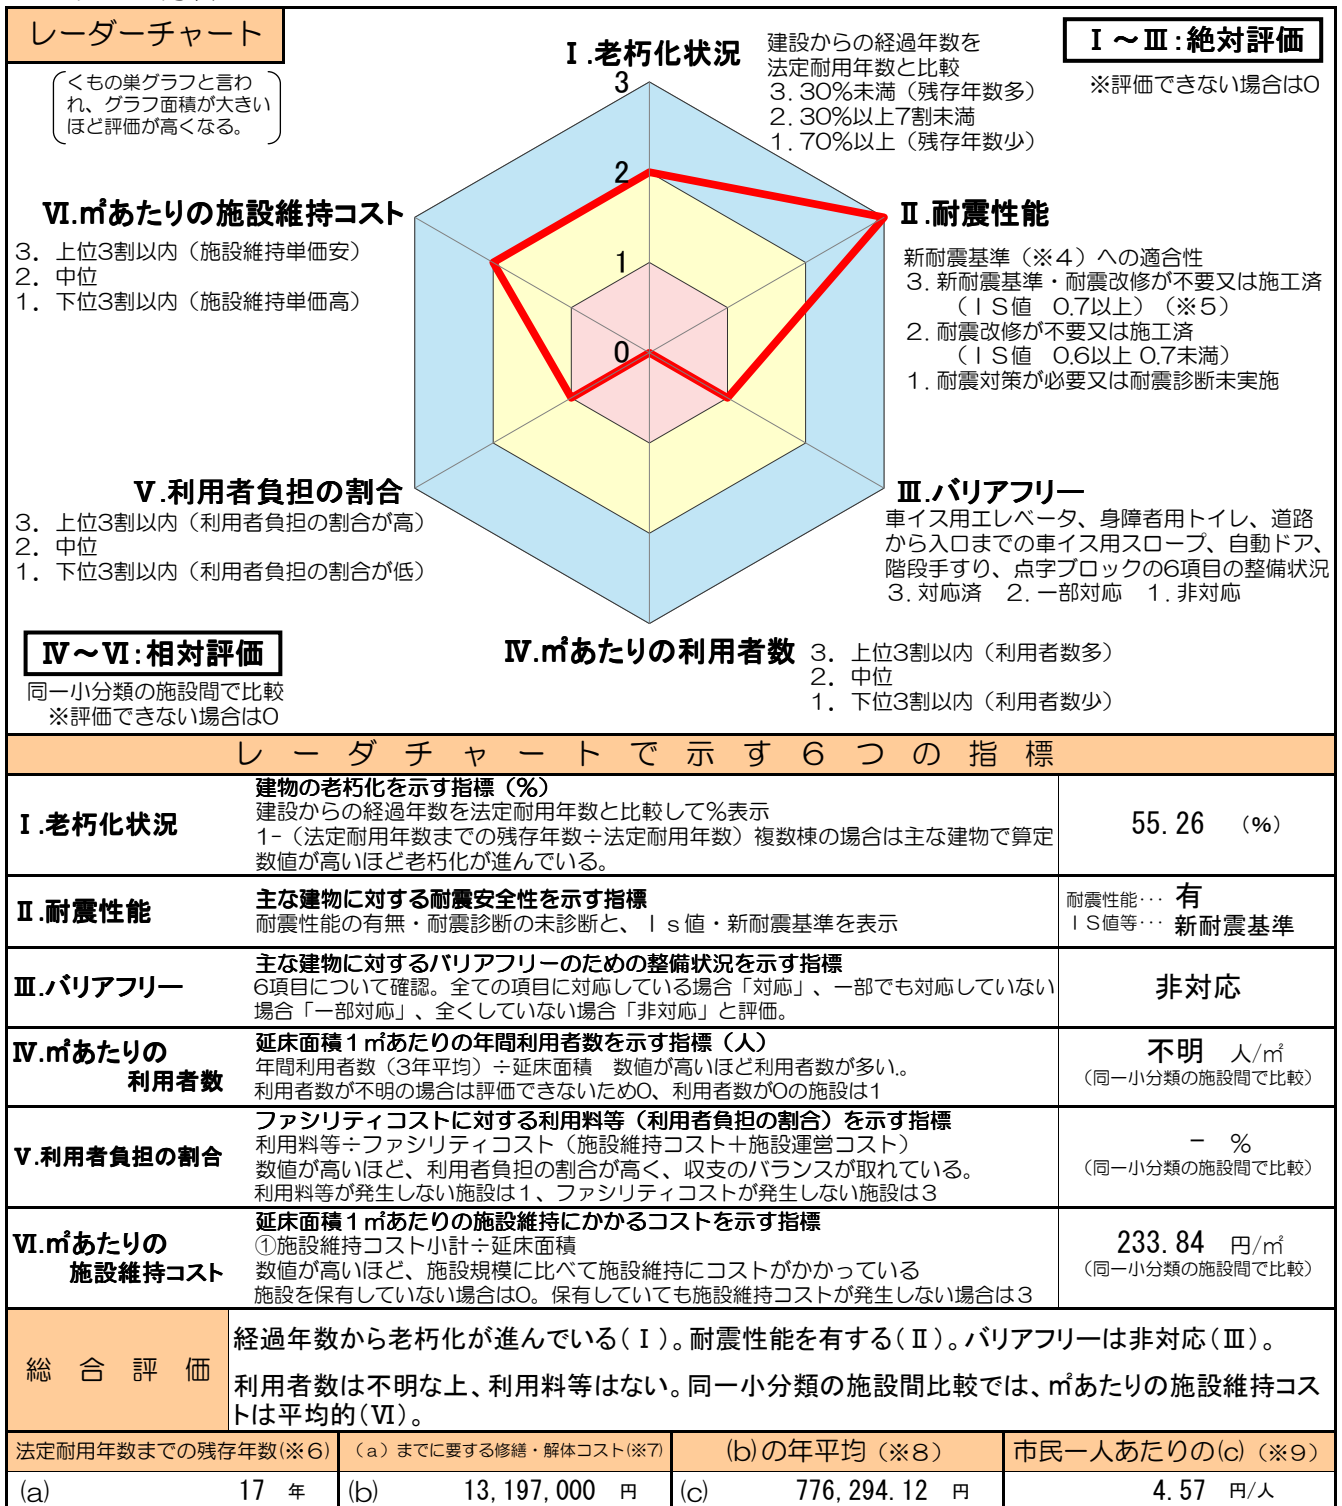 レーダーチャート
くもの巣グラフと言わ
れ、グラフ面積が大きい
ほど評価が高くなる。
Ⅰ.老朽化状況
建設からの経過年数を
法定耐用年数と比較
3.30%未満（残存年数多）
2.30%以上7割未満
1.70%以上（残存年数少）
Ⅰ～Ⅲ:絶対評価
※評価できない場合は0
3
2
1
0
Ⅵ.㎡あたりの施設維持コスト
3．上位3割以内（施設維持単価安）
2．中位
1．下位3割以内（施設維持単価高）
Ⅱ.耐震性能
新耐震基準（※4）への適合性
3.新耐震基準・耐震改修が不要又は施工済
（ＩＳ値　0.7以上）（※5）
2.耐震改修が不要又は施工済
（ＩＳ値　0.6以上 0.7未満）
1.耐震対策が必要又は耐震診断未実施
Ⅴ.利用者負担の割合
3．上位3割以内（利用者負担の割合が高）
2．中位
1．下位3割以内（利用者負担の割合が低）
Ⅲ.バリアフリー
車イス用エレベータ、身障者用トイレ、道路
から入口までの車イス用スロープ、自動ドア、
階段手すり、点字ブロックの6項目の整備状況
3.対応済　2.一部対応　1.非対応
Ⅳ～Ⅵ:相対評価
同一小分類の施設間で比較
※評価できない場合は0
Ⅳ.㎡あたりの利用者数
3．上位3割以内（利用者数多）
2．中位
1．下位3割以内（利用者数少）
レーダチャートで示す６つの指標
Ⅰ.老朽化状況
建物の老朽化を示す指標（%）
建設からの経過年数を法定耐用年数と比較して%表示
1-（法定耐用年数までの残存年数÷法定耐用年数）複数棟の場合は主な建物で算定
数値が高いほど老朽化が進んでいる。
55.26　（%）
Ⅱ.耐震性能
主な建物に対する耐震安全性を示す指標
耐震性能の有無・耐震診断の未診断と、Ｉｓ値・新耐震基準を表示
耐震性能… 有
ＩＳ値等… 新耐震基準
Ⅲ.バリアフリー
主な建物に対するバリアフリーのための整備状況を示す指標
6項目について確認。全ての項目に対応している場合「対応」、一部でも対応していない
場合「一部対応」、全くしていない場合「非対応」と評価。
非対応
Ⅳ.㎡あたりの
利用者数
延床面積１㎡あたりの年間利用者数を示す指標（人）
年間利用者数（3年平均）÷延床面積　数値が高いほど利用者数が多い。
利用者数が不明の場合は評価できないため0、利用者数が0の施設は1
不明　人/㎡
（同一小分類の施設間で比較）
Ⅴ.利用者負担の割合
ファシリティコストに対する利用料等（利用者負担の割合）を示す指標
利用料等÷ファシリティコスト（施設維持コスト＋施設運営コスト）
数値が高いほど、利用者負担の割合が高く、収支のバランスが取れている。
利用料等が発生しない施設は１、ファシリティコストが発生しない施設は３
-　%
（同一小分類の施設間で比較）
Ⅵ.㎡あたりの
施設維持コスト
延床面積１㎡あたりの施設維持にかかるコストを示す指標
①施設維持コスト小計÷延床面積
数値が高いほど、施設規模に比べて施設維持にコストがかかっている
施設を保有していない場合は0。保有していても施設維持コストが発生しない場合は３
233.84　円/㎡
（同一小分類の施設間で比較）
総合評価
経過年数から老朽化が進んでいる(Ⅰ)。耐震性能を有する(Ⅱ)。バリアフリーは非対応(Ⅲ)。
利用者数は不明な上、利用料等はない。同一小分類の施設間比較では、㎡あたりの施設維持コス
トは平均的(Ⅵ)。
法定耐用年数までの残存年数(※6)
（a）までに要する修繕・解体コスト(※7)
(b)の年平均（※8）
市民一人あたりの(c)（※9）
(a)　17　年
(b)　13,197,000　円
(c)　776,294.12　円
4.57　円/人